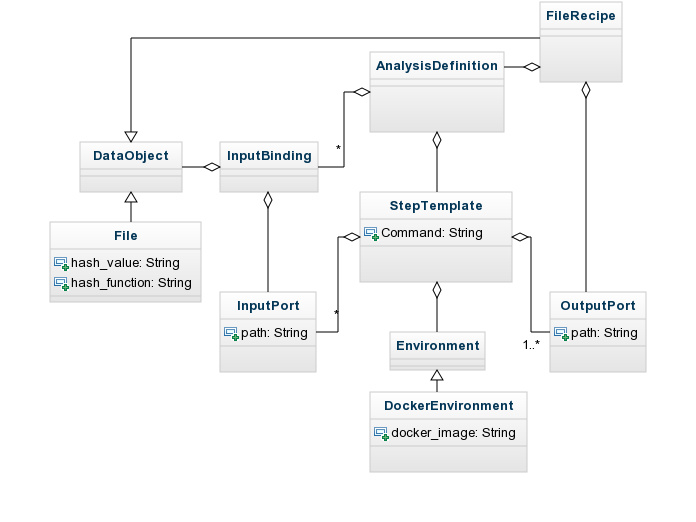 FileRecipe
AnalysisDefinition
*
DataObject
InputBinding
StepTemplate
Command: String
File
hash_value: String
hash_function: String
InputPort
path: String
*
OutputPort
path: String
1..*
Environment
DockerEnvironment
docker_image: String